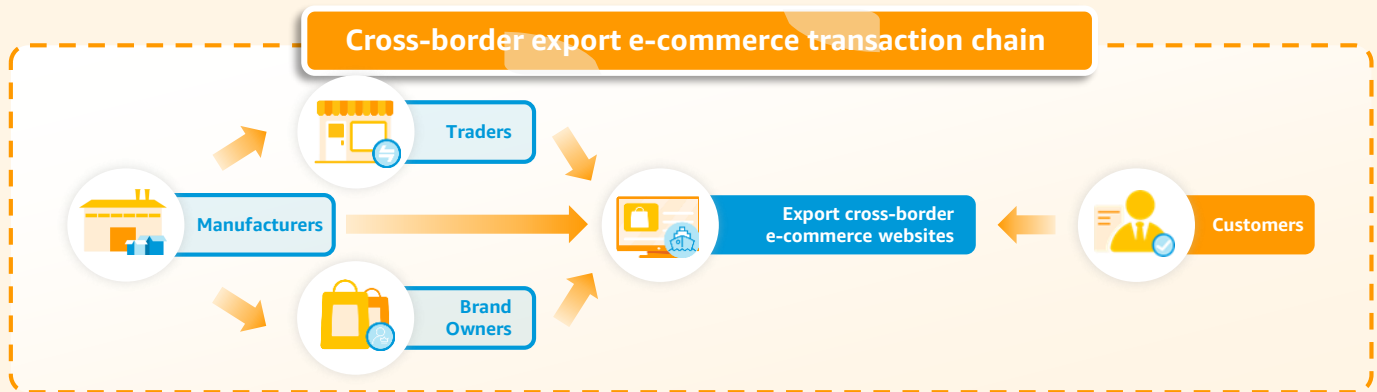 Cross-border export e-commerce transaction chain
Traders
Manufacturers
Export cross-border
e-commerce websites
Customers
Brand
Owners